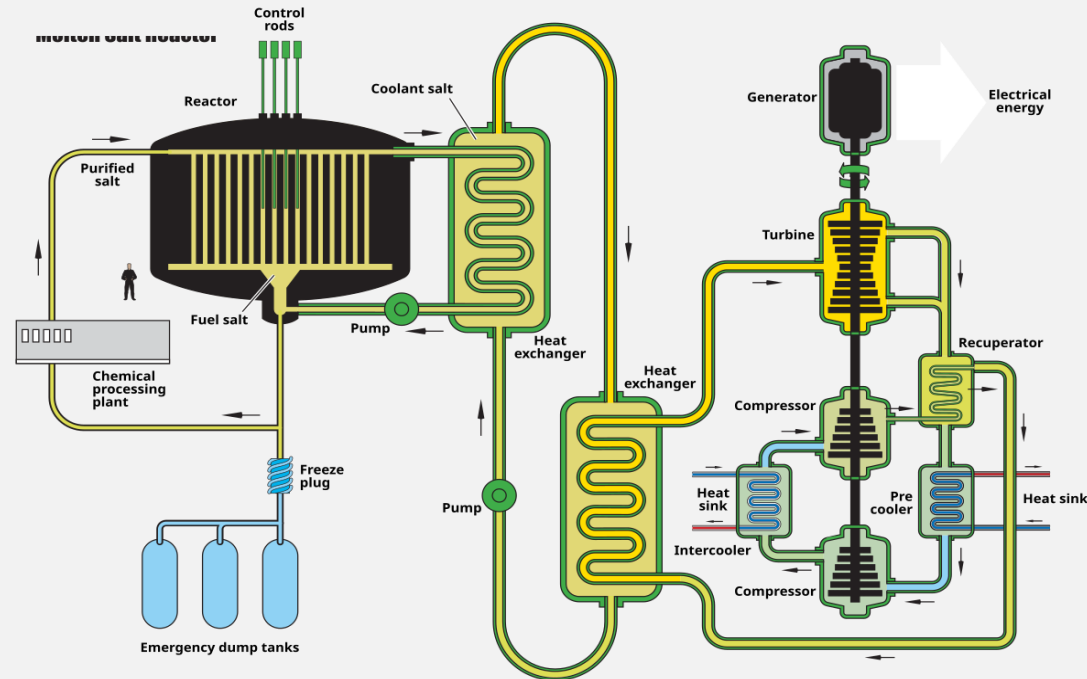 Control
rods
Coolant salt
Reactor
Generator
Electrical
energy
Purified
salt
Turbine
Fuel salt
Pump
Heat
exchanger
Recuperator
Chemical
processing
plant
Heat
exchanger
Compressor
Freeze
plug
Pump
Heat
sink
Pre
cooler
Heat sink
Intercooler
Compressor
Emergency dump tanks